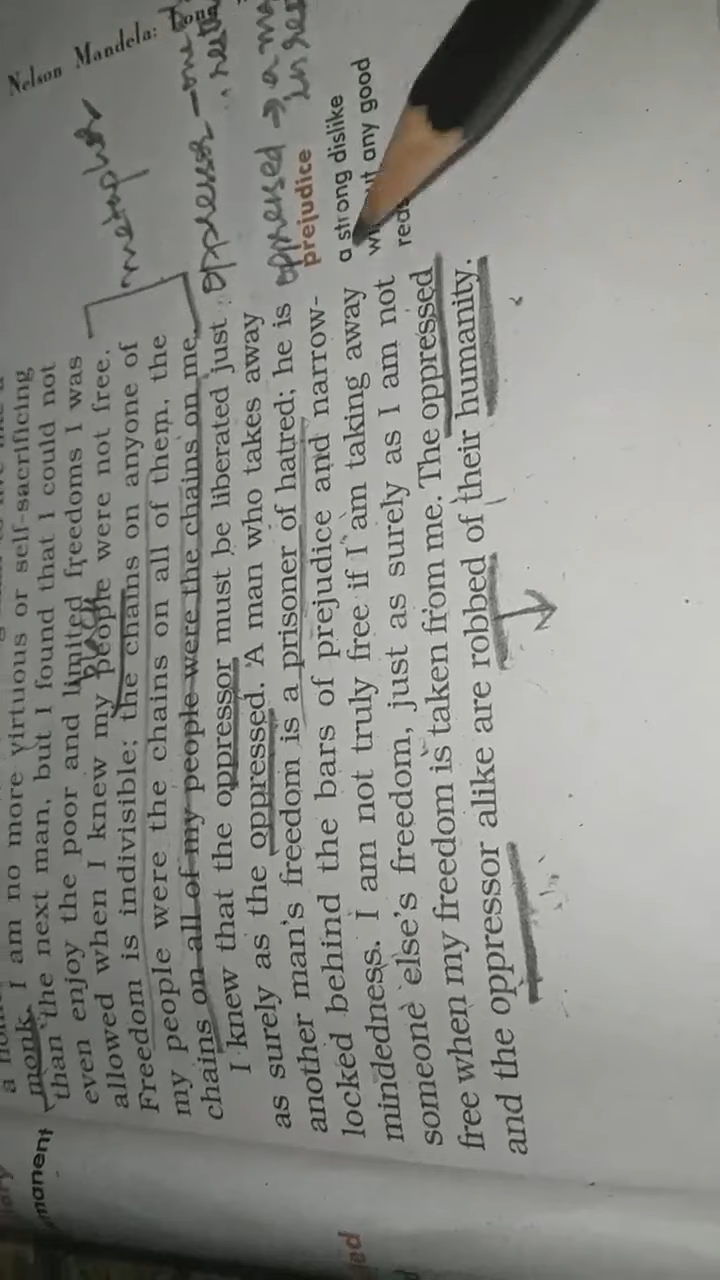 Nelson Mandela: Long
monk. I am no more virtuous or self-sacrificing
than the next man, but I found that I could not
even enjoy the poor and limited freedoms I was
Black
allowed when I knew my people were not free.
Freedom is indivisible; the chains on anyone of
my people were the chains on all of them, the
chains on all of my people were the chains on me.
I knew that the oppressor must be liberated just
as surely as the oppressed. A man who takes away
another man's freedom is a prisoner of hatred; he is
locked behind the bars of prejudice and narrow-
mindedness. I am not truly free if I am taking away
someone else's freedom, just as surely as I am not
free when my freedom is taken from me. The oppressed
and the oppressor alike are robbed of their humanity.
metaphor
oppressor
oppressed → a
prejudice
a strong dislike
any good
manent